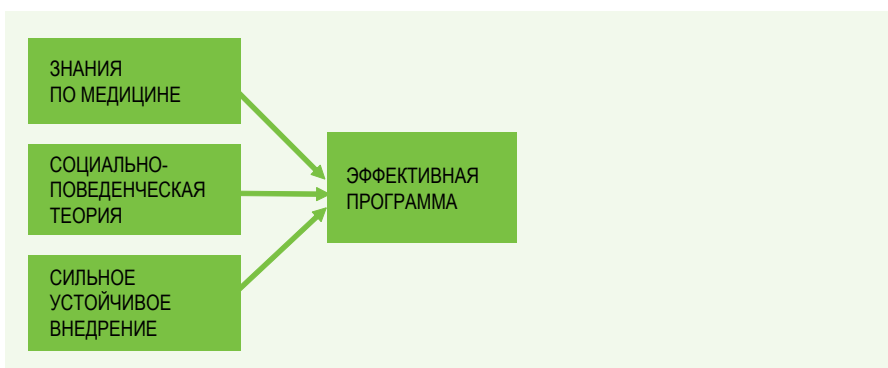 ЗНАНИЯ
ПО МЕДИЦИНЕ
СОЦИАЛЬНО-
ПОВЕДЕНЧЕСКАЯ
ТЕОРИЯ
СИЛЬНОЕ
УСТОЙЧИВОЕ
ВНЕДРЕНИЕ
ЭФФЕКТИВНАЯ
ПРОГРАММА